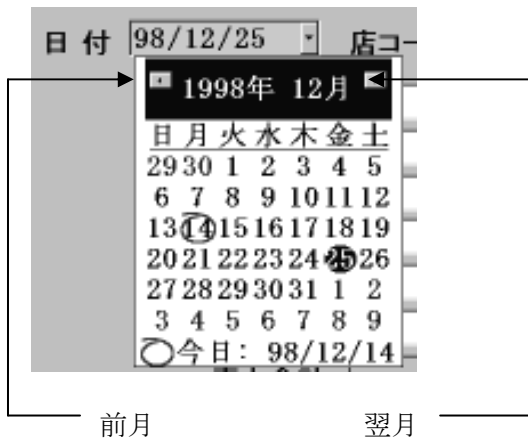 日付 98/12/25 店コー
1998年 12月
日 月 火 水 木 金 土
29 30 1 2 3 4 5
6 7 8 9 10 11 12
13 14 15 16 17 18 19
20 21 22 23 24 25 26
27 28 29 30 31 1 2
3 4 5 6 7 8 9
今日: 98/12/14
前月 翌月